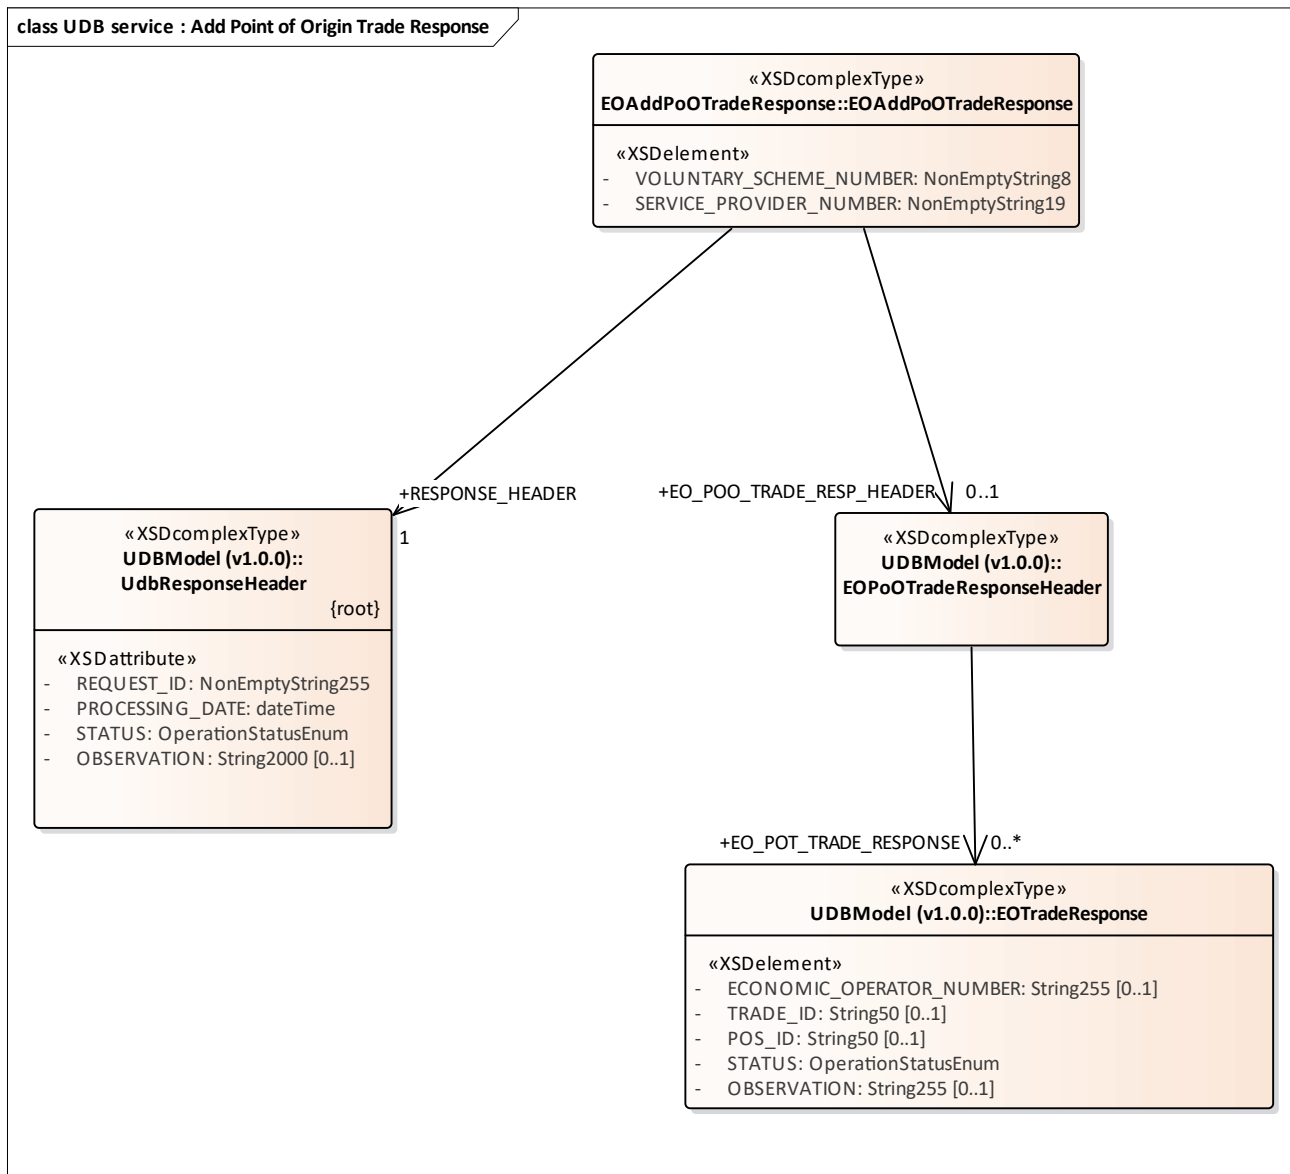 class UDB service : Add Point of Origin Trade Response
«XSDcomplexType»
EOAddPoOTradeResponse::EOAddPoOTradeResponse
«XSDelement»
- VOLUNTARY_SCHEME_NUMBER: NonEmptyString8
- SERVICE_PROVIDER_NUMBER: NonEmptyString19
+RESPONSE_HEADER
1
+EO_POO_TRADE_RESP_HEADER
0..1
«XSDcomplexType»
UDBModel (v1.0.0)::
UdbResponseHeader
{root}
«XSDattribute»
- REQUEST_ID: NonEmptyString255
- PROCESSING_DATE: dateTime
- STATUS: OperationStatusEnum
- OBSERVATION: String2000 [0..1]
«XSDcomplexType»
UDBModel (v1.0.0)::
EOPoOTradeResponseHeader
+EO_POT_TRADE_RESPONSE
0..*
«XSDcomplexType»
UDBModel (v1.0.0)::EOTradeResponse
«XSDelement»
- ECONOMIC_OPERATOR_NUMBER: String255 [0..1]
- TRADE_ID: String50 [0..1]
- POS_ID: String50 [0..1]
- STATUS: OperationStatusEnum
- OBSERVATION: String255 [0..1]